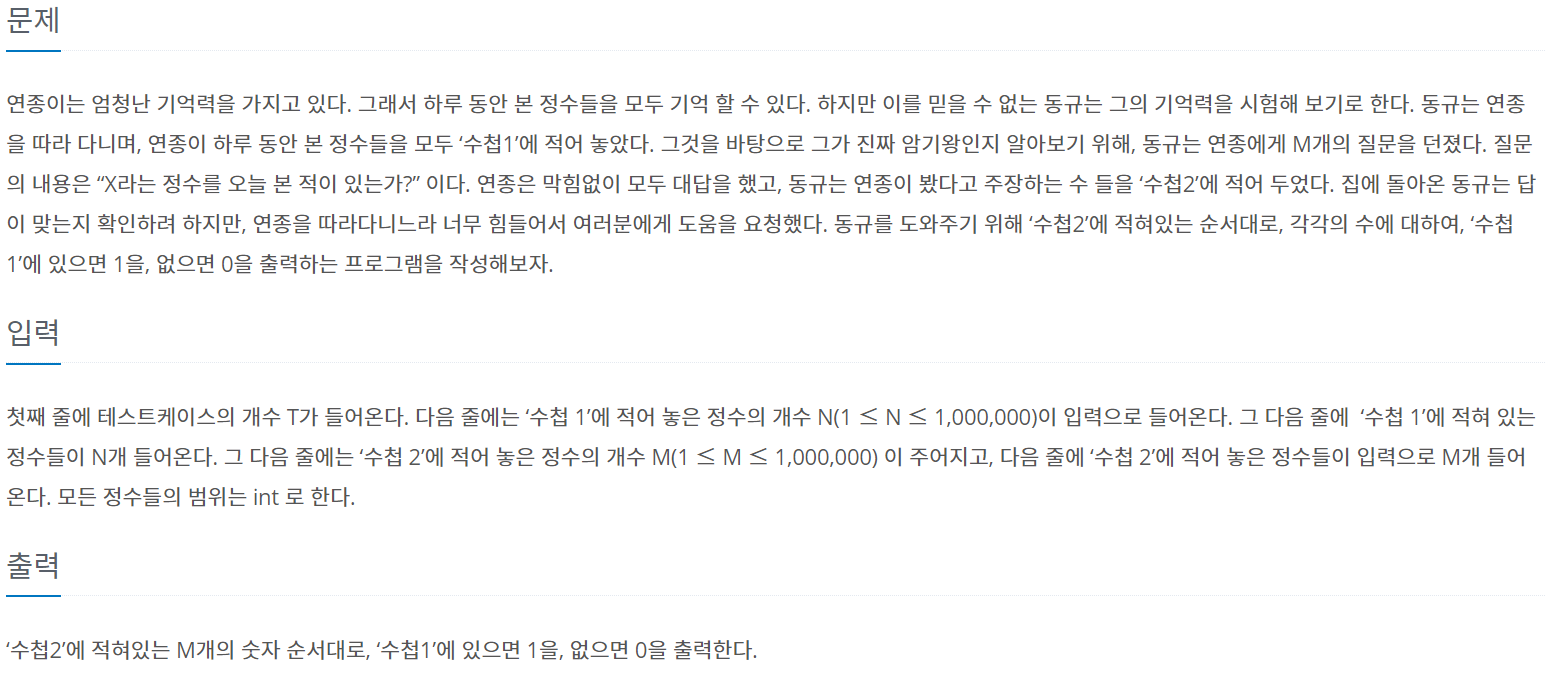 문제
연종이는 엄청난 기억력을 가지고 있다. 그래서 하루 동안 본 정수들을 모두 기억 할 수 있다. 하지만 이를 믿을 수 없는 동규는 그의 기억력을 시험해 보기로 한다. 동규는 연종
을 따라 다니며, 연종이 하루 동안 본 정수들을 모두 ‘수첩1’에 적어 놓았다. 그것을 바탕으로 그가 진짜 암기왕인지 알아보기 위해, 동규는 연종에게 M개의 질문을 던졌다. 질문
의 내용은 “X라는 정수를 오늘 본 적이 있는가?” 이다. 연종은 막힘없이 모두 대답을 했고, 동규는 연종이 봤다고 주장하는 수 들을 ‘수첩2’에 적어 두었다. 집에 돌아온 동규는 답
이 맞는지 확인하려 하지만, 연종을 따라다니느라 너무 힘들어서 여러분에게 도움을 요청했다. 동규를 도와주기 위해 ‘수첩2’에 적혀있는 순서대로, 각각의 수에 대하여, ‘수첩
1’에 있으면 1을, 없으면 0을 출력하는 프로그램을 작성해보자.
입력
첫째 줄에 테스트케이스의 개수 T가 들어온다. 다음 줄에는 ‘수첩 1’에 적어 놓은 정수의 개수 N(1 ≤ N ≤ 1,000,000)이 입력으로 들어온다. 그 다음 줄에  ‘수첩 1’에 적혀 있는
정수들이 N개 들어온다. 그 다음 줄에는 ‘수첩 2’에 적어 놓은 정수의 개수 M(1 ≤ M ≤ 1,000,000) 이 주어지고, 다음 줄에 ‘수첩 2’에 적어 놓은 정수들이 입력으로 M개 들어
온다. 모든 정수들의 범위는 int 로 한다.
출력
‘수첩2’에 적혀있는 M개의 숫자 순서대로, ‘수첩1’에 있으면 1을, 없으면 0을 출력한다.